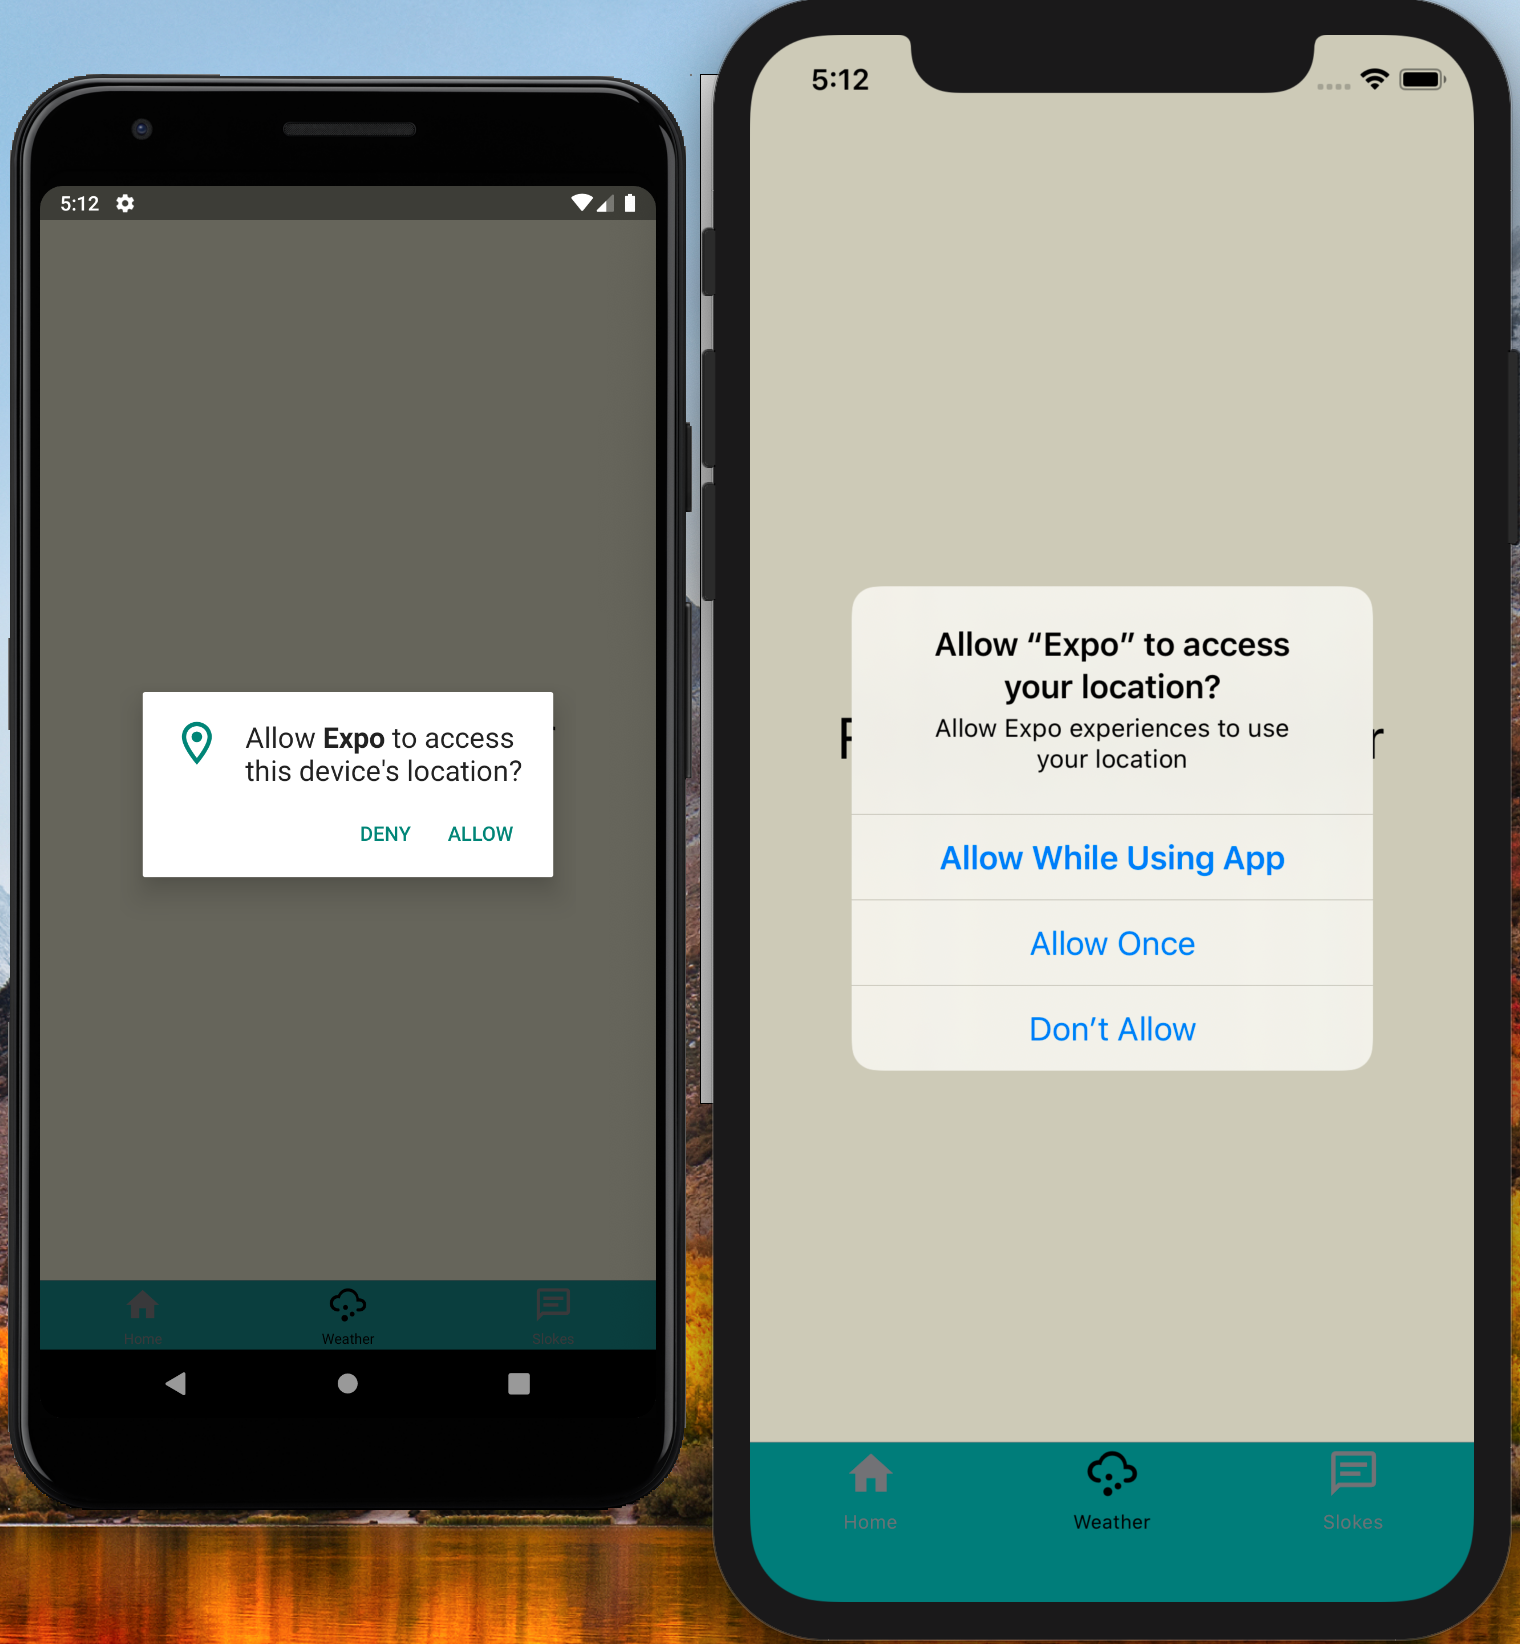 5:12
Allow Expo to access
this device's location?
DENY ALLOW
Home Weather Slokes
5:12
Allow “Expo” to access
your location?
Allow Expo experiences to use
your location
Allow While Using App
Allow Once
Don’t Allow
Home Weather Slokes